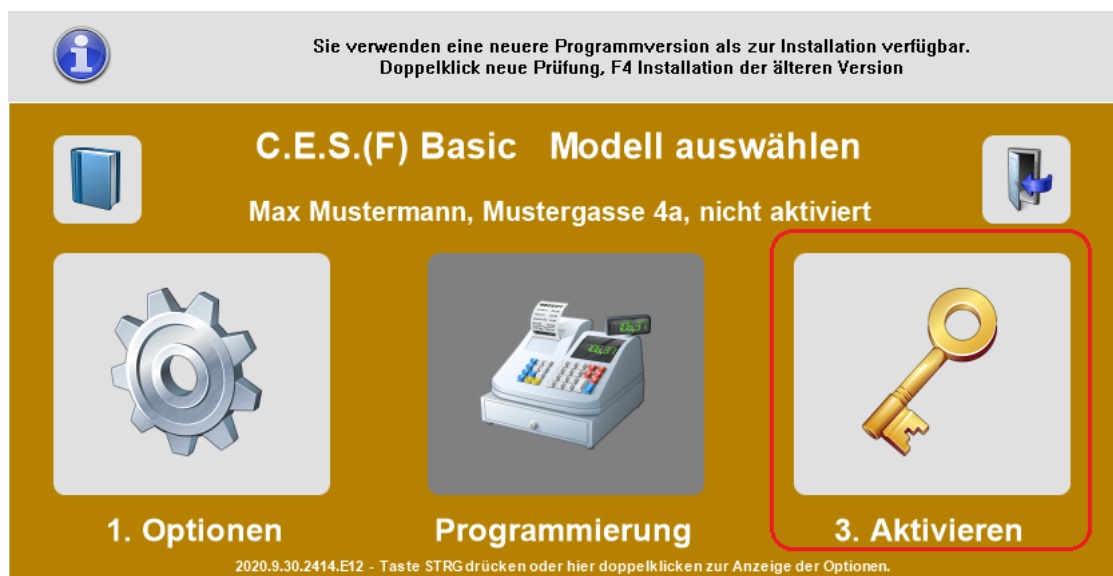 Sie verwenden eine neuere Programmversion als zur Installation verfügbar.
Doppelklick neue Prüfung, F4 Installation der älteren Version
C.E.S.(F) Basic Modell auswählen
Max Mustermann, Mustergasse 4a, nicht aktiviert
1. Optionen
Programmierung
3. Aktivieren
2020.9.30.2414.E12 - Taste STRG drücken oder hier doppelklicken zur Anzeige der Optionen.